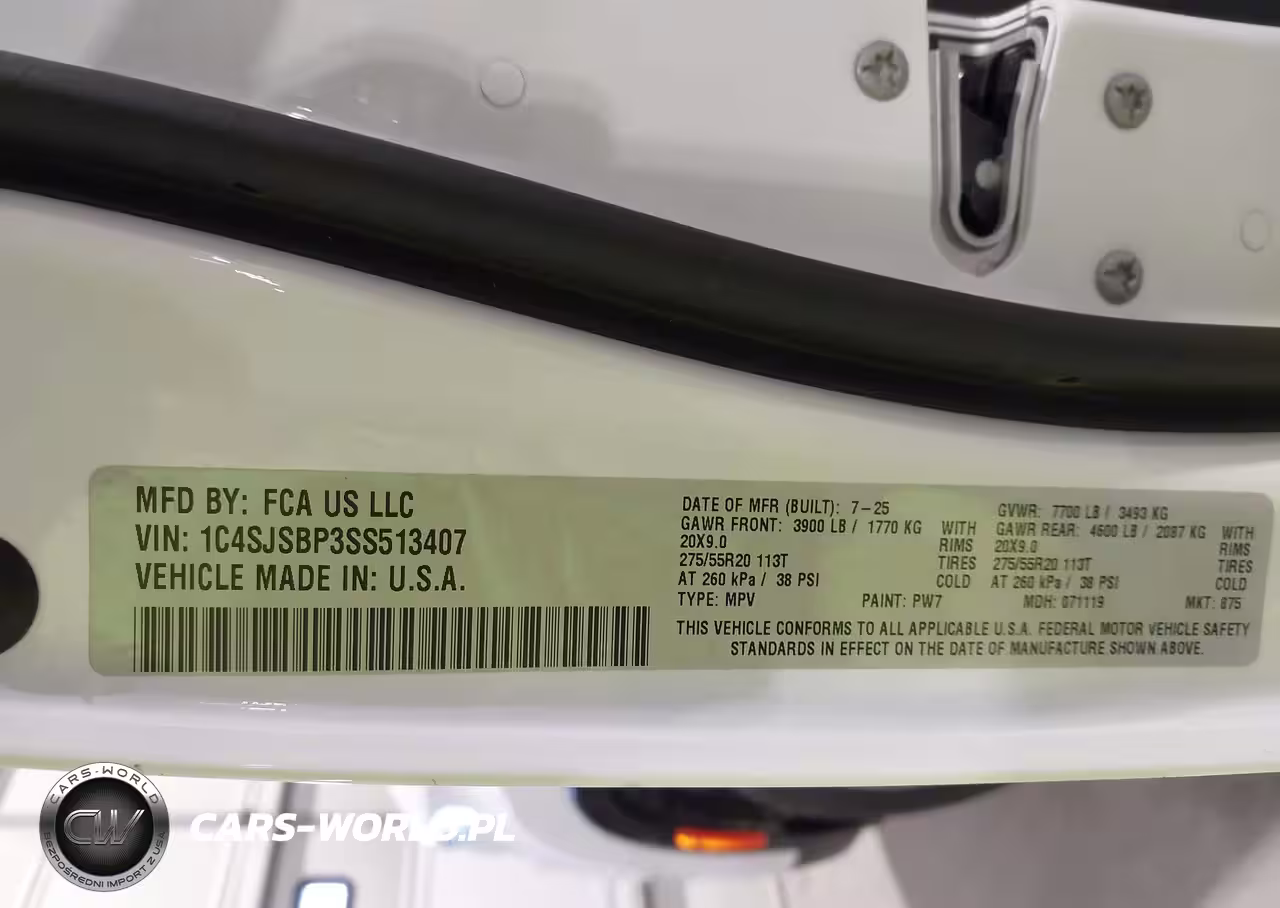 MFD BY: FCA US LLC
VIN: 1C4SJSBP3SS513407
VEHICLE MADE IN: U.S.A.
DATE OF MFR (BUILT): 7-25 GVWR: 7700 LB / 3493 KG
GAWR FRONT: 3900 LB / 1770 KG WITH GAWR REAR: 4600 LB / 2087 KG WITH
20X9.0 RIMS 20X9.0 RIMS
275/55R20 113T TIRES 275/55R20 113T TIRES
AT 260 kPa / 38 PSI COLD AT 260 kPa / 38 PSI COLD
TYPE: MPV PAINT: PW7 MDH: 071119 MKT: 875
THIS VEHICLE CONFORMS TO ALL APPLICABLE U.S.A. FEDERAL MOTOR VEHICLE SAFETY
STANDARDS IN EFFECT ON THE DATE OF MANUFACTURE SHOWN ABOVE.
CARS-WORLD
CW
BEZPOŚREDNI IMPORT Z USA
CARS-WORLD.PL